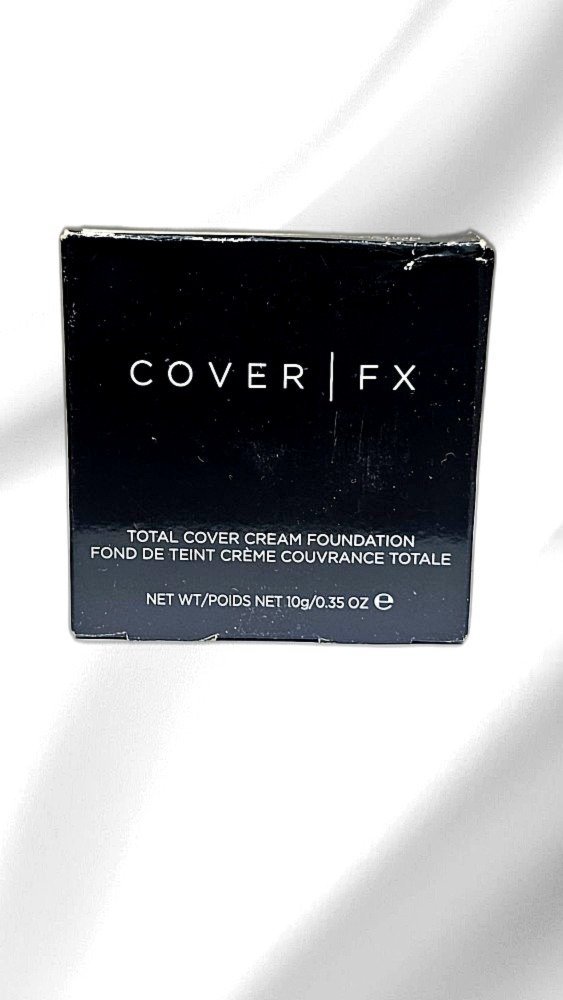 COVER | FX
TOTAL COVER CREAM FOUNDATION
FOND DE TEINT CRÈME COUVRANCE TOTALE
NET WT/POIDS NET 10g/0.35 OZ ℮